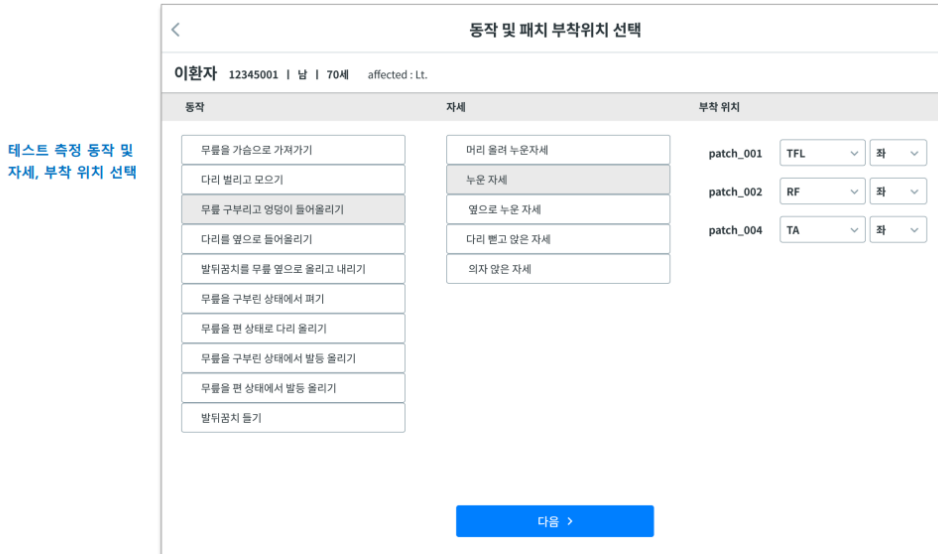 동작 및 패치 부착위치 선택
이환자 12345001 | 남 | 70세 affected : Lt.
동작 자세 부착 위치
테스트 측정 동작 및
자세, 부착 위치 선택
무릎을 가슴으로 가져가기
다리 벌리고 모으기
무릎 구부리고 엉덩이 들어올리기
다리를 옆으로 들어올리기
발뒤꿈치를 무릎 옆으로 올리고 내리기
무릎을 구부린 상태에서 펴기
무릎을 편 상태로 다리 올리기
무릎을 구부린 상태에서 발등 올리기
무릎을 편 상태에서 발등 올리기
발뒤꿈치 들기
머리 올려 누운자세
누운 자세
옆으로 누운 자세
다리 뻗고 앉은 자세
의자 앉은 자세
patch_001 TFL 좌
patch_002 RF 좌
patch_004 TA 좌
다음 >